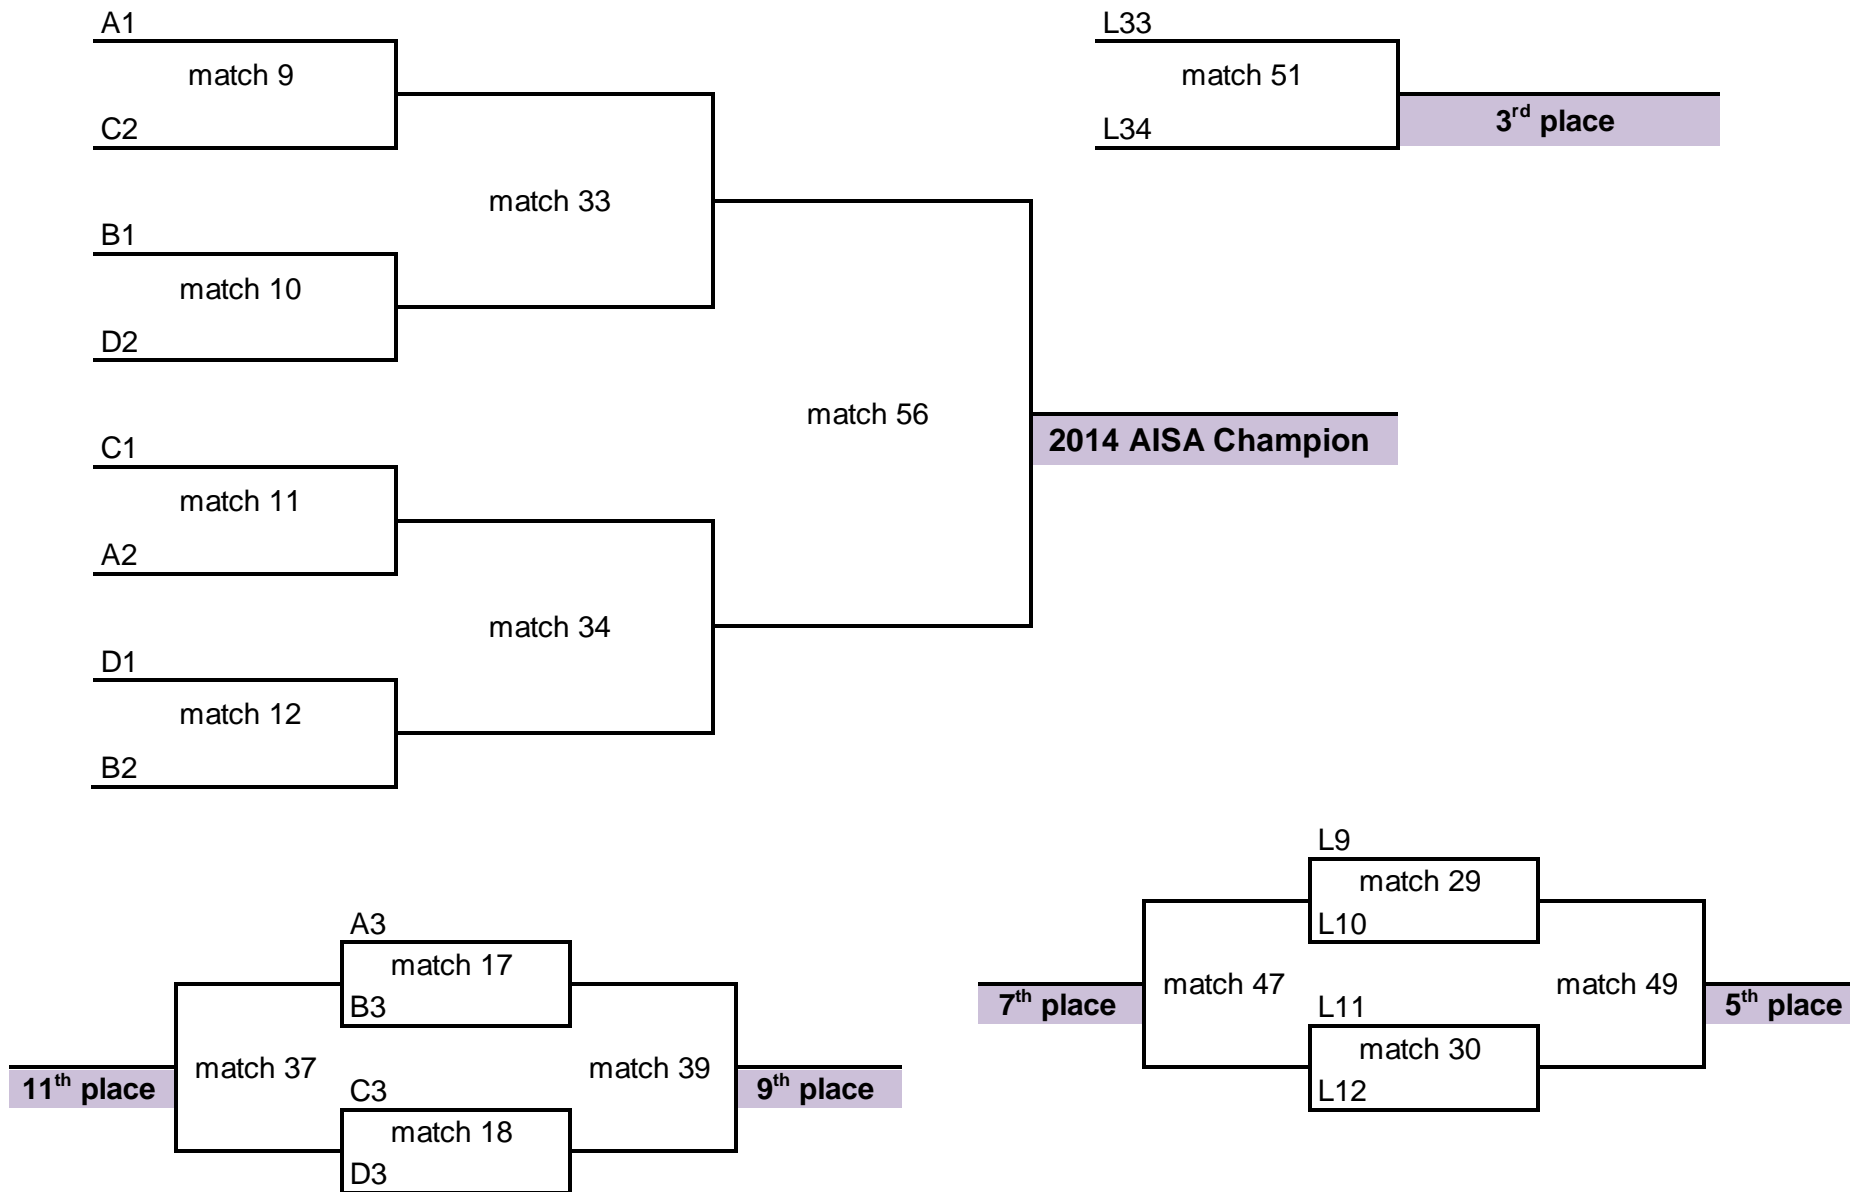 A1
match 9
C2
match 33
B1
match 10
D2
match 56
2014 AISA Champion
C1
match 11
A2
match 34
D1
match 12
B2
L33
match 51
L34
3rd place
A3
match 17
B3
match 37
match 39
11th place
9th place
C3
match 18
D3
L9
match 29
L10
match 47
match 49
7th place
5th place
L11
match 30
L12